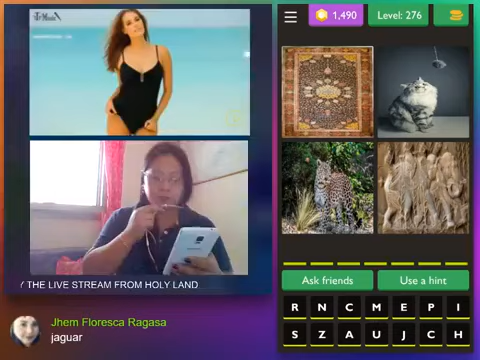 1,490
Level: 276
Y THE LIVE STREAM FROM HOLY LAND
Ask friends
Use a hint
R N C M E P I
S Z A U J C H
Jhem Floresca Ragasa
jaguar